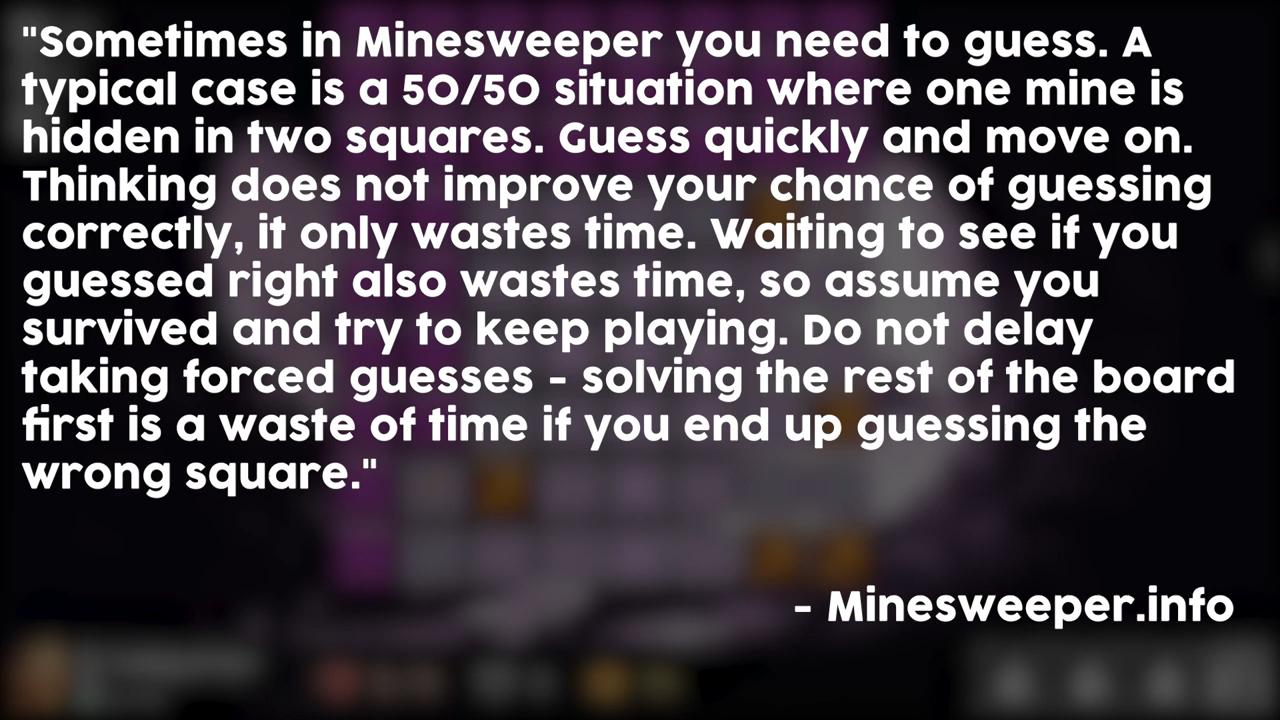 "Sometimes in Minesweeper you need to guess. A
typical case is a 50/50 situation where one mine is
hidden in two squares. Guess quickly and move on.
Thinking does not improve your chance of guessing
correctly, it only wastes time. Waiting to see if you
guessed right also wastes time, so assume you
survived and try to keep playing. Do not delay
taking forced guesses - solving the rest of the board
first is a waste of time if you end up guessing the
wrong square."
- Minesweeper.info